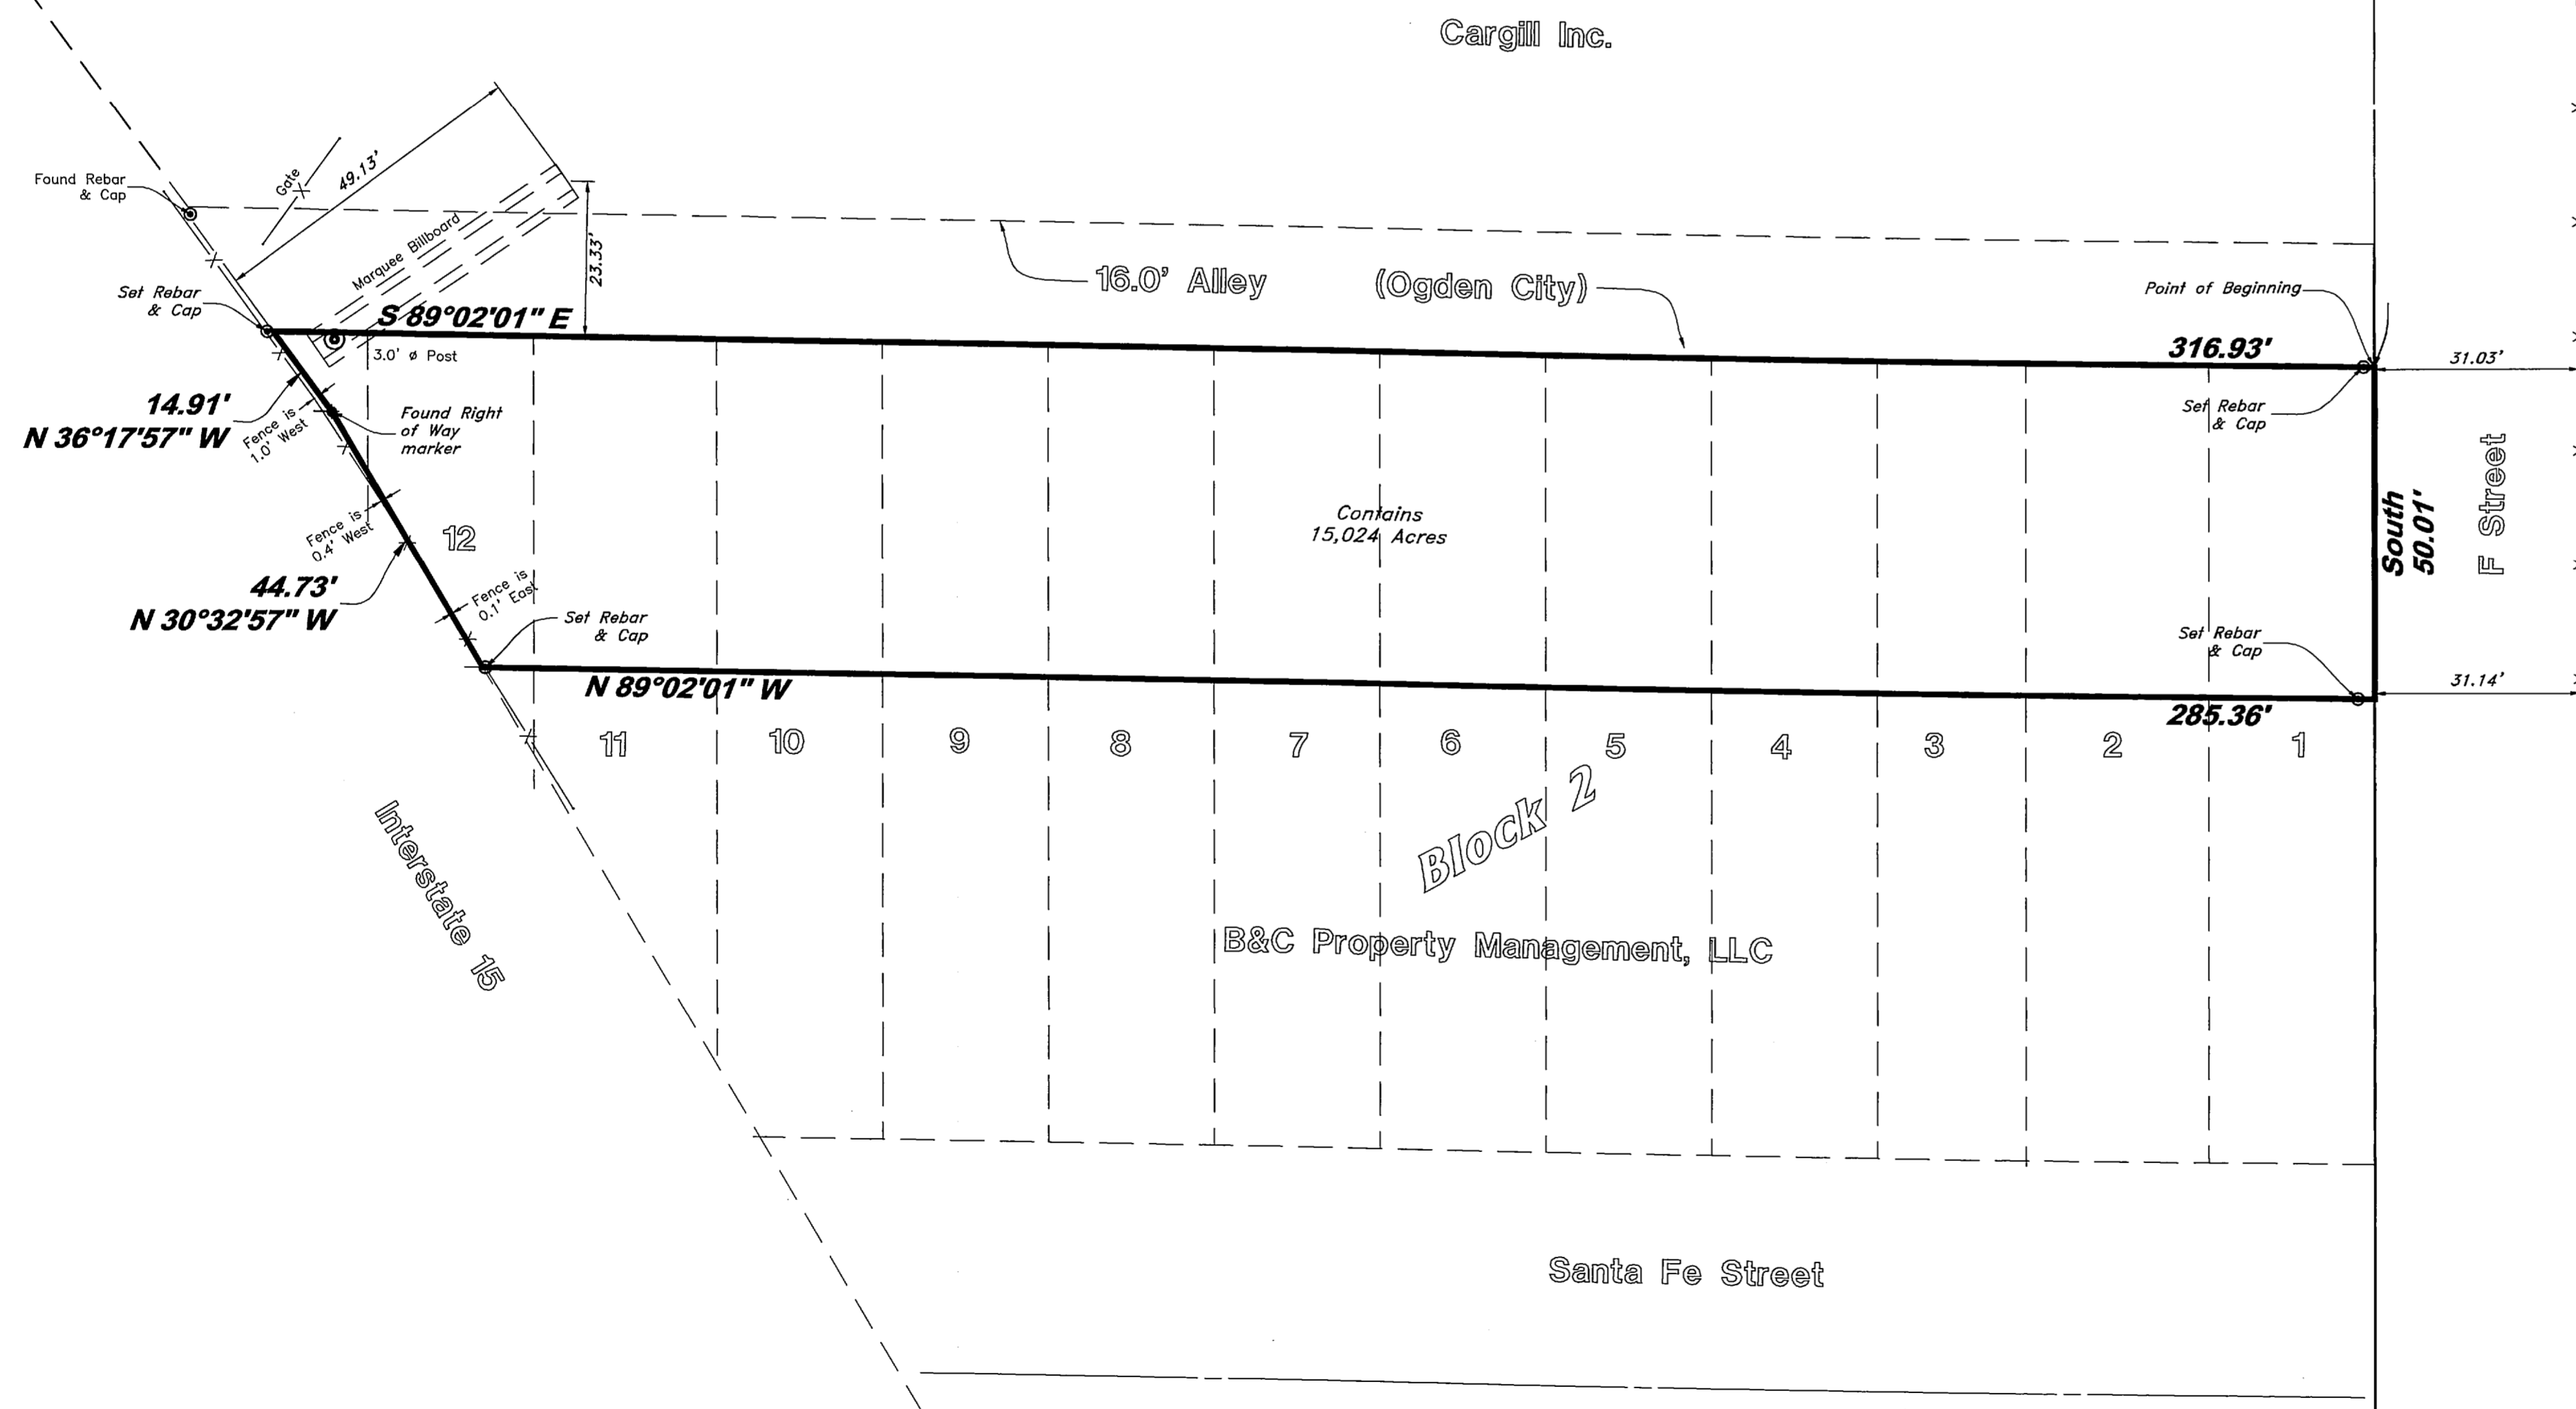 Cargill Inc.
Found Rebar
& Cap
Gate
49.13'
Marquee Billboard
23.33'
16.0' Alley (Ogden City)
Set Rebar
& Cap
S 89°02'01" E
Point of Beginning
316.93'
31.03'
3.0' ø Post
14.91'
N 36°17'57" W
Fence is
1.0' West
Found Right
of Way
marker
Set Rebar
& Cap
F Street
South
50.01'
Contains
15,024 Acres
Fence is
0.4' West
12
44.73'
N 30°32'57" W
Fence is
0.1' East
Set Rebar
& Cap
Set Rebar
& Cap
N 89°02'01" W
31.14'
285.36'
11 10 9 8 7 6 5 4 3 2 1
Block 2
Interstate 15
B&C Property Management, LLC
Santa Fe Street